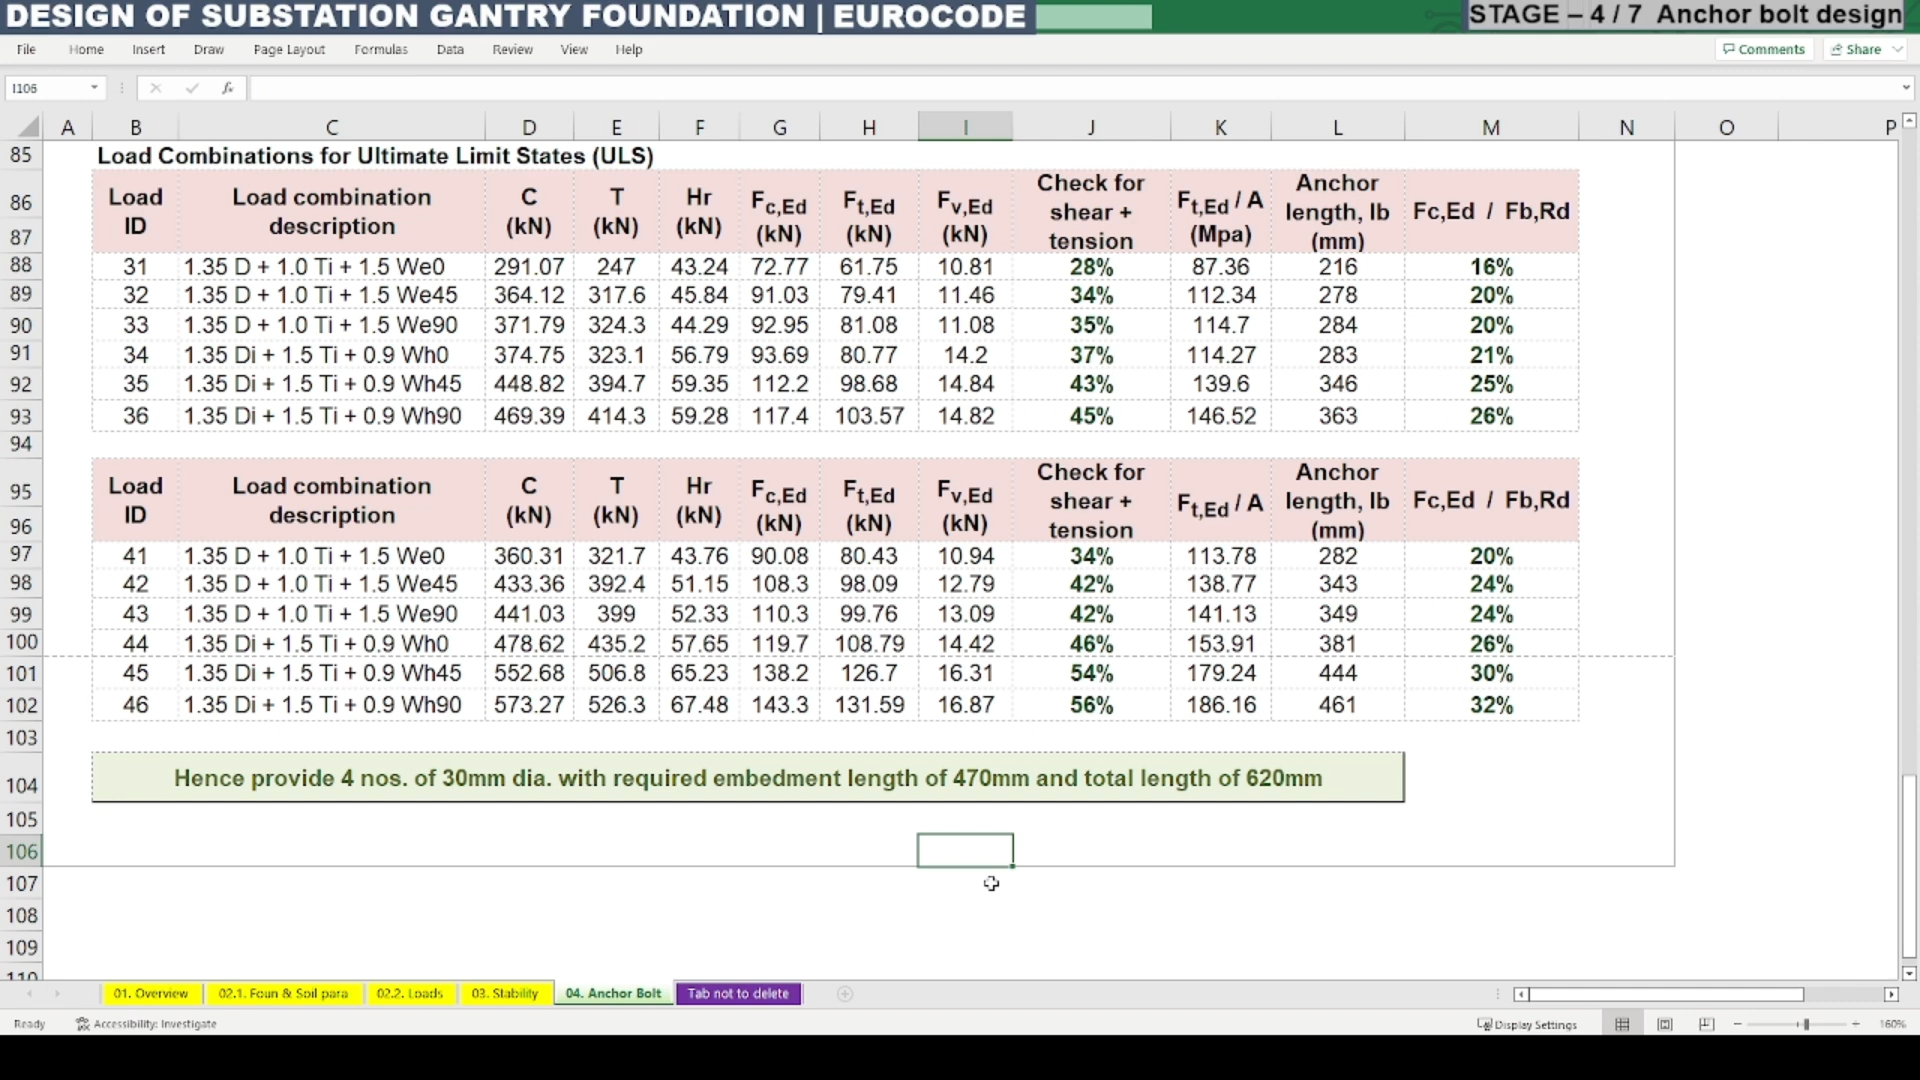 DESIGN OF SUBSTATION GANTRY FOUNDATION | EUROCODE
STAGE – 4 / 7 Anchor bolt design
File Home Insert Draw Page Layout Formulas Data Review View Help Comments Share
I106 fx
A B C D E F G H I J K L M N O P
85 Load Combinations for Ultimate Limit States (ULS)
86 87 Load ID Load combination description C (kN) T (kN) Hr (kN) Fc,Ed (kN) Ft,Ed (kN) Fv,Ed (kN) Check for shear + tension Ft,Ed / A (Mpa) Anchor length, lb (mm) Fc,Ed / Fb,Rd
88 31 1.35 D + 1.0 Ti + 1.5 We0 291.07 247 43.24 72.77 61.75 10.81 28% 87.36 216 16%
89 32 1.35 D + 1.0 Ti + 1.5 We45 364.12 317.6 45.84 91.03 79.41 11.46 34% 112.34 278 20%
90 33 1.35 D + 1.0 Ti + 1.5 We90 371.79 324.3 44.29 92.95 81.08 11.08 35% 114.7 284 20%
91 34 1.35 Di + 1.5 Ti + 0.9 Wh0 374.75 323.1 56.79 93.69 80.77 14.2 37% 114.27 283 21%
92 35 1.35 Di + 1.5 Ti + 0.9 Wh45 448.82 394.7 59.35 112.2 98.68 14.84 43% 139.6 346 25%
93 36 1.35 Di + 1.5 Ti + 0.9 Wh90 469.39 414.3 59.28 117.4 103.57 14.82 45% 146.52 363 26%
94
95 96 Load ID Load combination description C (kN) T (kN) Hr (kN) Fc,Ed (kN) Ft,Ed (kN) Fv,Ed (kN) Check for shear + tension Ft,Ed / A Anchor length, lb (mm) Fc,Ed / Fb,Rd
97 41 1.35 D + 1.0 Ti + 1.5 We0 360.31 321.7 43.76 90.08 80.43 10.94 34% 113.78 282 20%
98 42 1.35 D + 1.0 Ti + 1.5 We45 433.36 392.4 51.15 108.3 98.09 12.79 42% 138.77 343 24%
99 43 1.35 D + 1.0 Ti + 1.5 We90 441.03 399 52.33 110.3 99.76 13.09 42% 141.13 349 24%
100 44 1.35 Di + 1.5 Ti + 0.9 Wh0 478.62 435.2 57.65 119.7 108.79 14.42 46% 153.91 381 26%
101 45 1.35 Di + 1.5 Ti + 0.9 Wh45 552.68 506.8 65.23 138.2 126.7 16.31 54% 179.24 444 30%
102 46 1.35 Di + 1.5 Ti + 0.9 Wh90 573.27 526.3 67.48 143.3 131.59 16.87 56% 186.16 461 32%
103
104 Hence provide 4 nos. of 30mm dia. with required embedment length of 470mm and total length of 620mm
105
106
107
108
109
110
01. Overview 02.1. Foun & Soil para 02.2. Loads 03. Stability 04. Anchor Bolt Tab not to delete
Ready Accessibility: Investigate Display Settings 160%